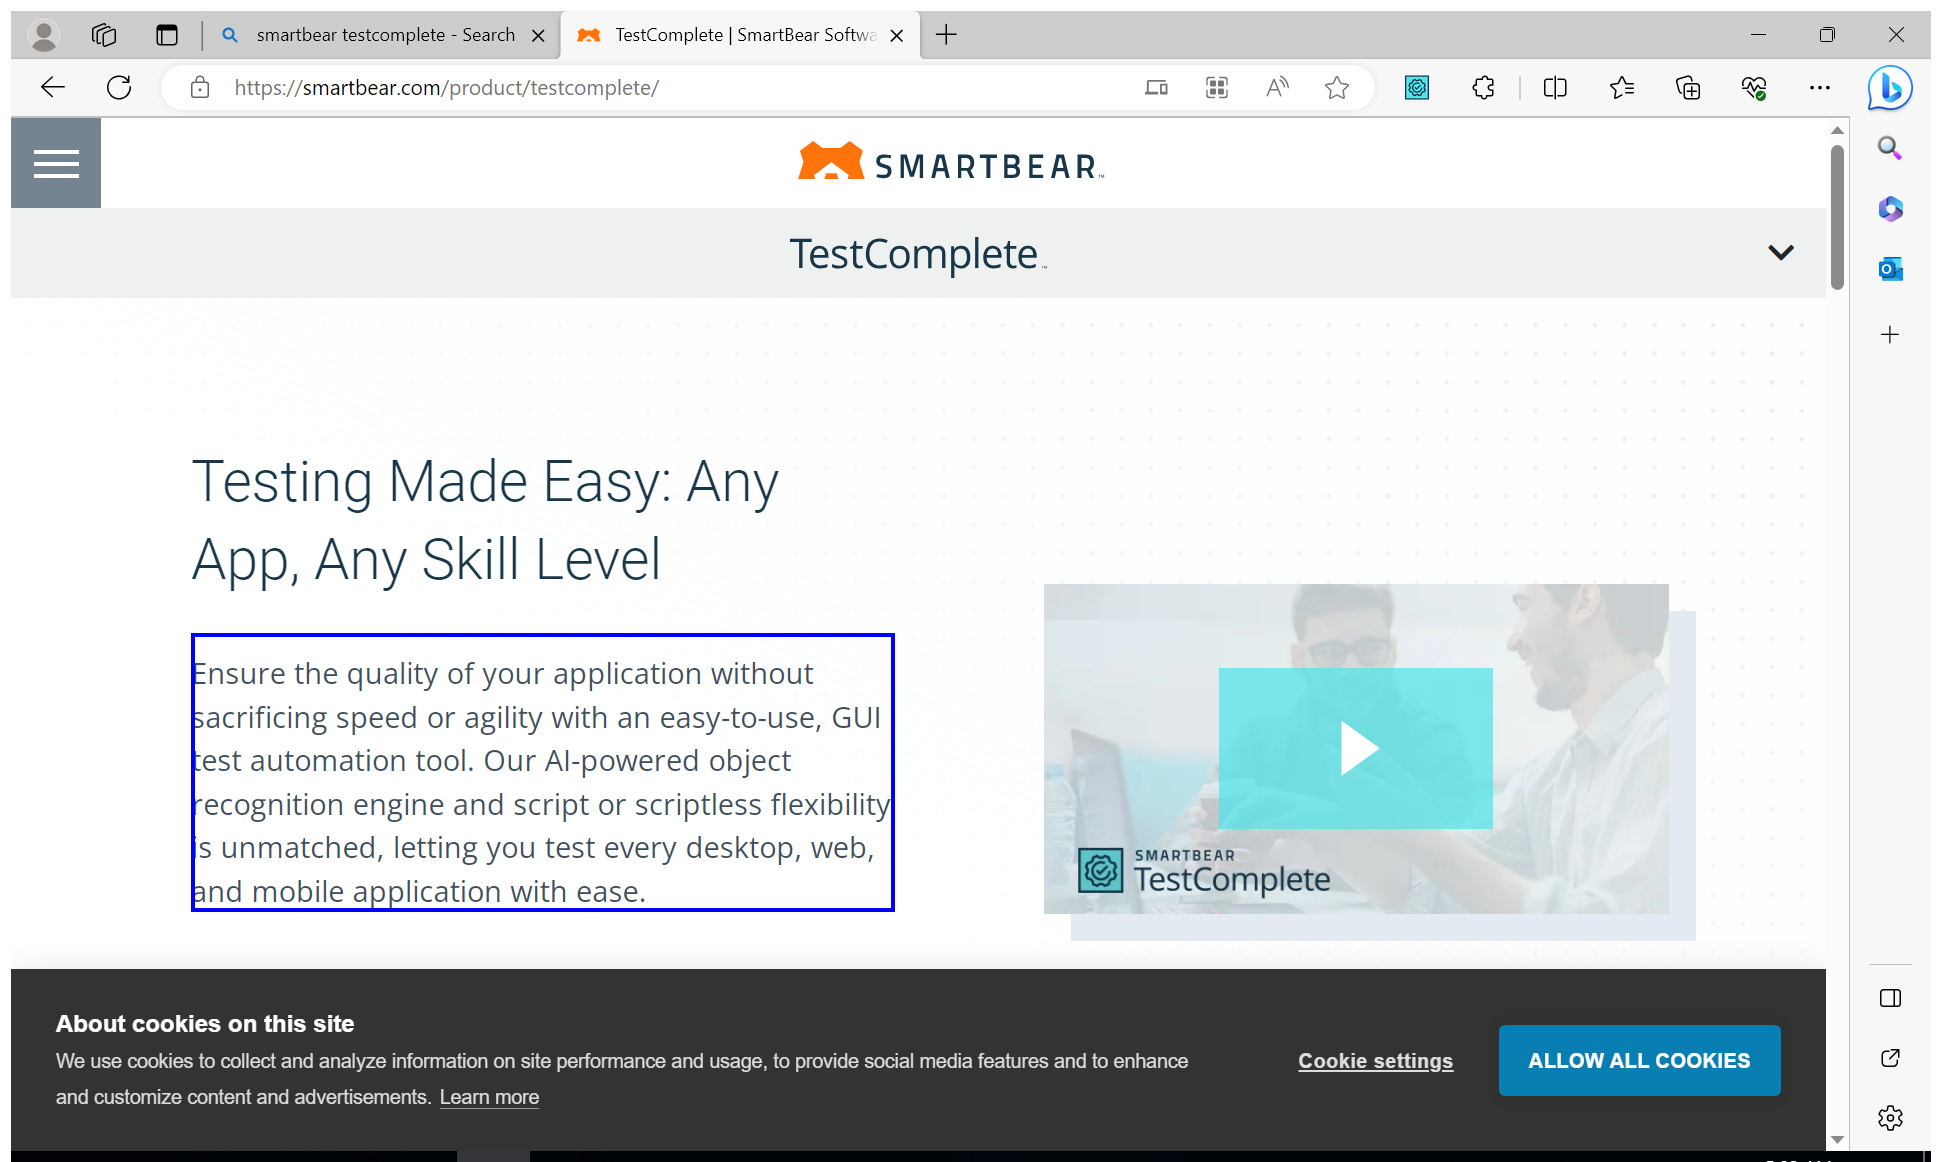 smartbear testcomplete - Search
TestComplete | SmartBear Softwa
https://smartbear.com/product/testcomplete/
SMARTBEAR™
TestComplete™
Testing Made Easy: Any
App, Any Skill Level
Ensure the quality of your application without
sacrificing speed or agility with an easy-to-use, GUI
test automation tool. Our AI-powered object
recognition engine and script or scriptless flexibility
is unmatched, letting you test every desktop, web,
and mobile application with ease.
SMARTBEAR
TestComplete
About cookies on this site
We use cookies to collect and analyze information on site performance and usage, to provide social media features and to enhance
and customize content and advertisements. Learn more
Cookie settings
ALLOW ALL COOKIES